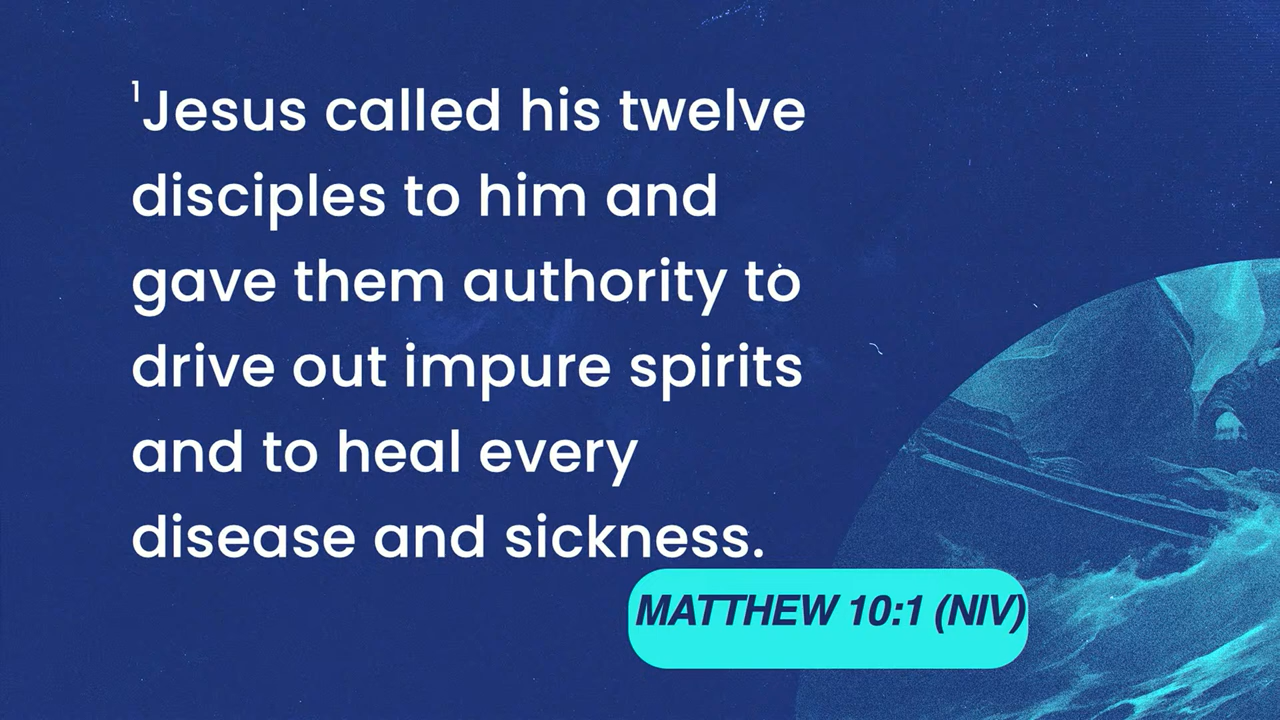 ¹Jesus called his twelve
disciples to him and
gave them authority to
drive out impure spirits
and to heal every
disease and sickness.
MATTHEW 10:1 (NIV)